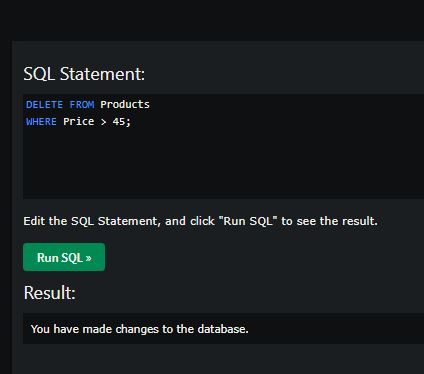 SQL Statement:
DELETE FROM Products
WHERE Price > 45;
Edit the SQL Statement, and click "Run SQL" to see the result.
Run SQL »
Result:
You have made changes to the database.